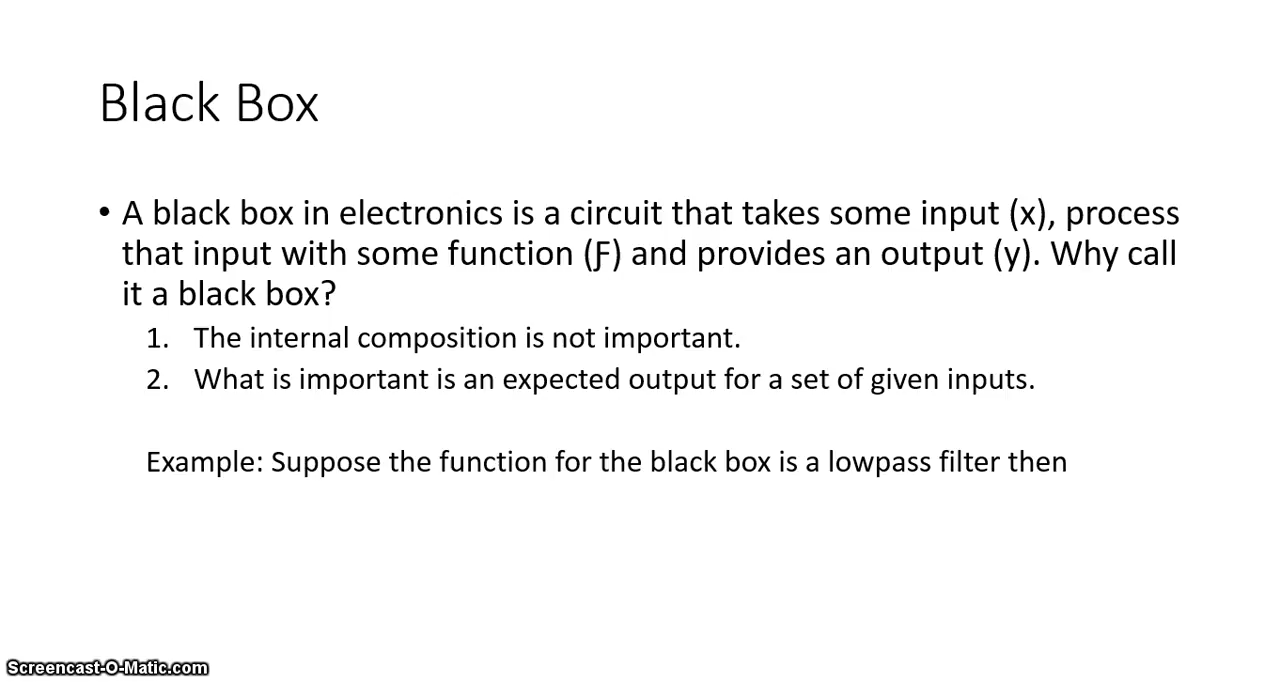 Black Box
• A black box in electronics is a circuit that takes some input (x), process
that input with some function (Ƒ) and provides an output (y). Why call
it a black box?
1. The internal composition is not important.
2. What is important is an expected output for a set of given inputs.
Example: Suppose the function for the black box is a lowpass filter then
Screencast-O-Matic.com